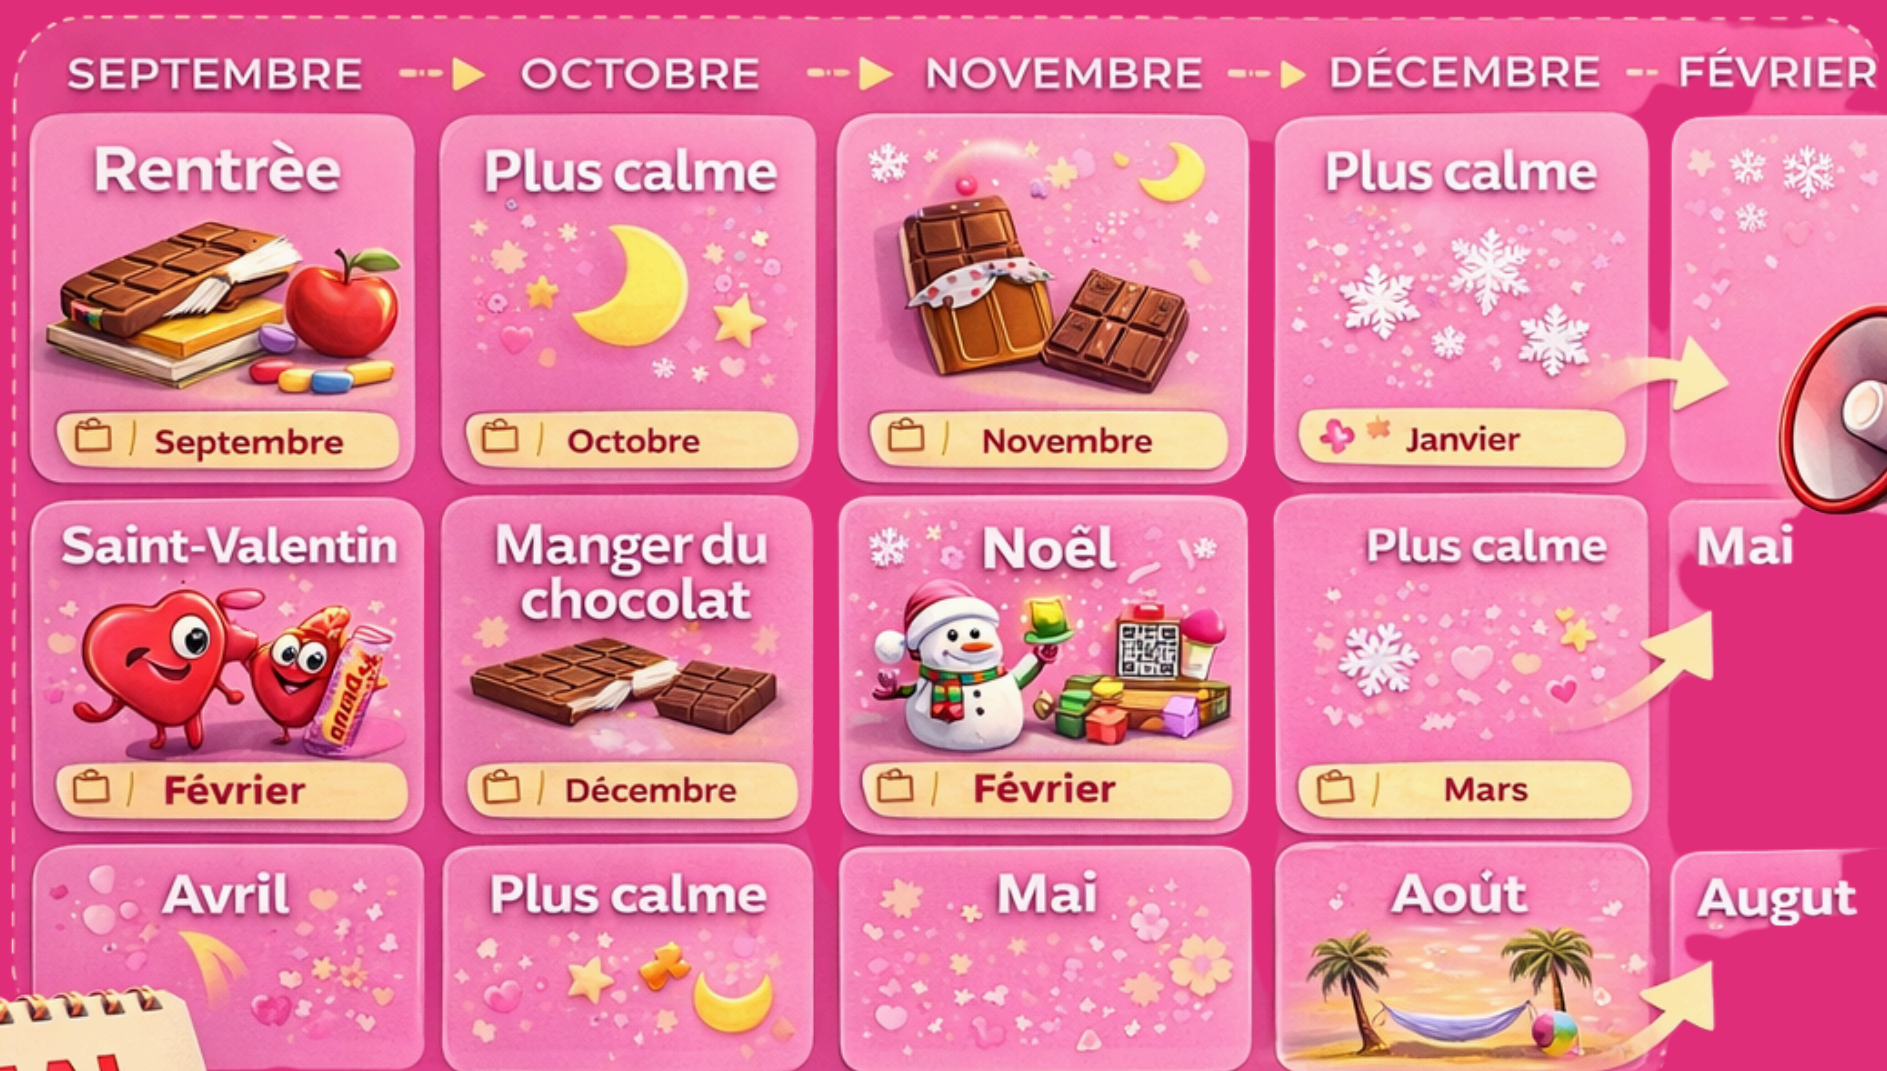 SEPTEMBRE OCTOBRE NOVEMBRE DÉCEMBRE FÉVRIER
Rentrèe
Plus calme
Plus calme
Septembre
Octobre
Novembre
Janvier
Saint-Valentin
Manger du
chocolat
Noẽl
Plus calme
Mai
Février
Décembre
Février
Mars
Avril
Plus calme
Mai
Août
Augut